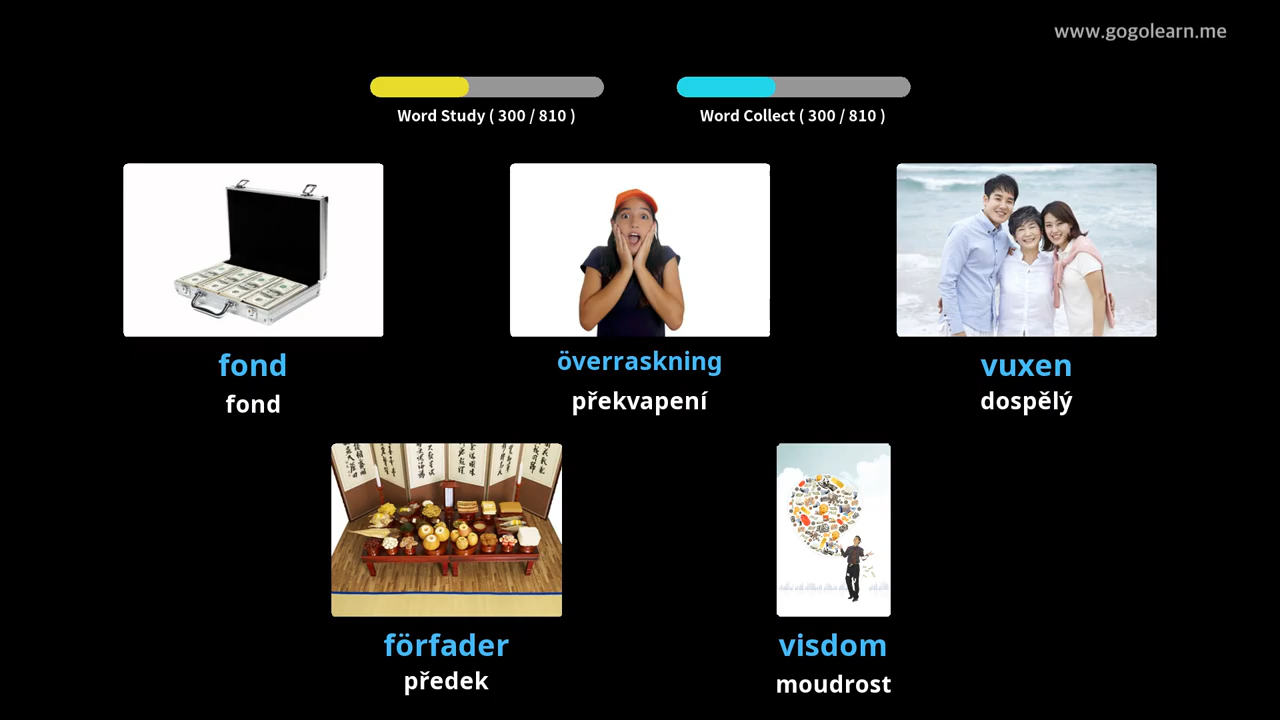 www.gogolearn.me
Word Study ( 300 / 810 )
Word Collect ( 300 / 810 )
fond
fond
överraskning
překvapení
vuxen
dospělý
förfader
předek
visdom
moudrost